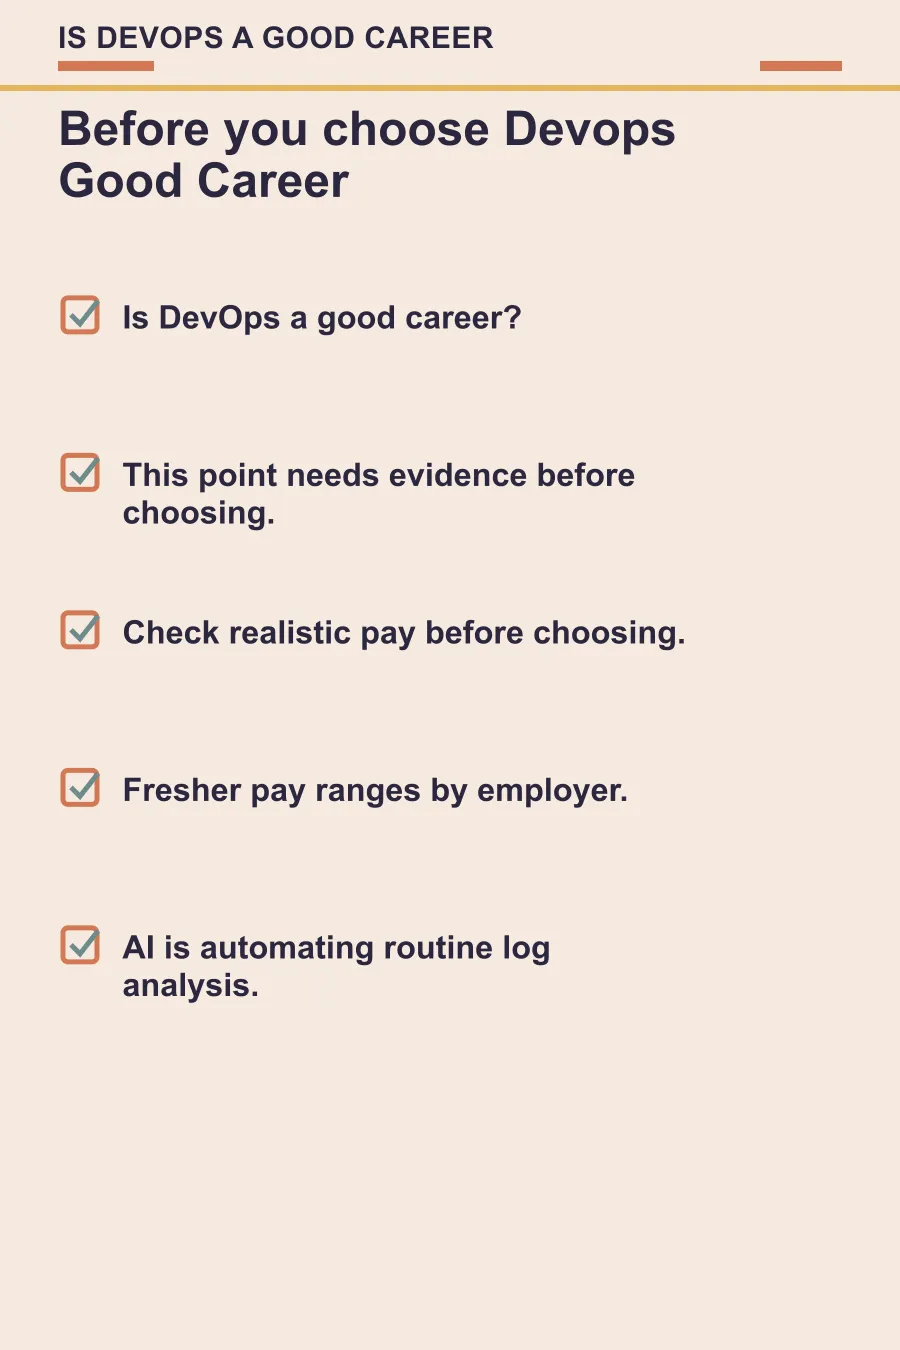 IS DEVOPS A GOOD CAREER
Before you choose Devops
Good Career
Is DevOps a good career?
This point needs evidence before
choosing.
Check realistic pay before choosing.
Fresher pay ranges by employer.
AI is automating routine log
analysis.